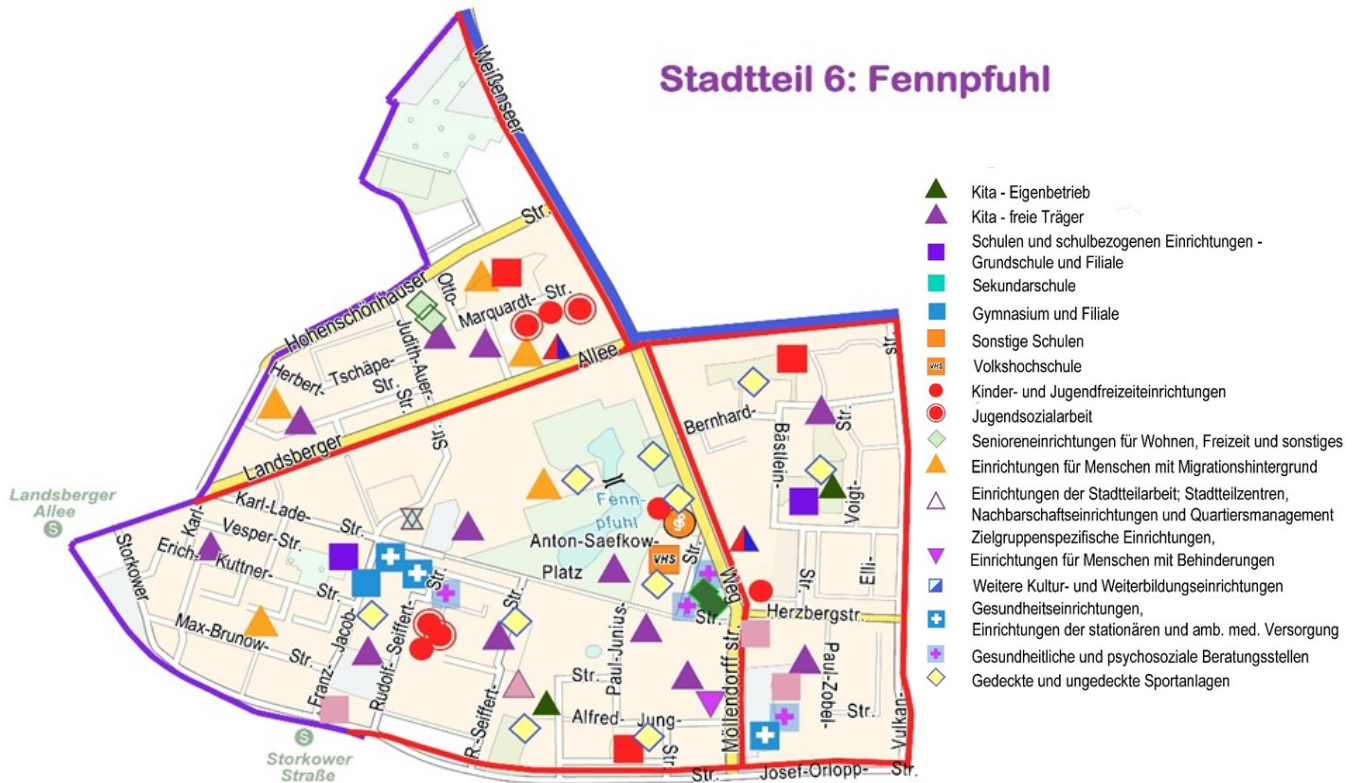 Stadtteil 6: Fennpfuhl
Weißenseer
Str.
Hohenschönhauser
Otto-
Marquardt- Str.
Judith-Auer-
Str.
Allee
Herbert-
Tschäpe-
Str.
Landsberger
Str.
Bernhard-
Bästlein-
Str.
Str.
Voigt-
Elli-
Landsberger
Allee
S
Karl-Lade-
Str.
Karl-
Vesper-Str.
Erich-
Kuttner-
Str.
Storkower
Max-Brunow-
Str.
Franz-
Jacob-
Rudolf-
Seiffert-
Str.
Fenn-
pfuhl
Anton-Saefkow-
Platz
VHS
Str.
Weg
Str.
Herzbergstr.
Str.
Paul-Junius-
Str.
Alfred-
Jung-
Str.
R.-Seiffert-
Str.
Möllendorff str.
Paul-Zobel-
Str.
Vulkan-
str.
Str.
Josef-Orlopp-
Str.
S
Storkower
Straße
Kita - Eigenbetrieb
Kita - freie Träger
Schulen und schulbezogenen Einrichtungen -
Grundschule und Filiale
Sekundarschule
Gymnasium und Filiale
Sonstige Schulen
VHS
Volkshochschule
Kinder- und Jugendfreizeiteinrichtungen
Jugendsozialarbeit
Senioreneinrichtungen für Wohnen, Freizeit und sonstiges
Einrichtungen für Menschen mit Migrationshintergrund
Einrichtungen der Stadtteilarbeit; Stadtteilzentren,
Nachbarschaftseinrichtungen und Quartiersmanagement
Zielgruppenspezifische Einrichtungen,
Einrichtungen für Menschen mit Behinderungen
Weitere Kultur- und Weiterbildungseinrichtungen
Gesundheitseinrichtungen,
Einrichtungen der stationären und amb. med. Versorgung
Gesundheitliche und psychosoziale Beratungsstellen
Gedeckte und ungedeckte Sportanlagen